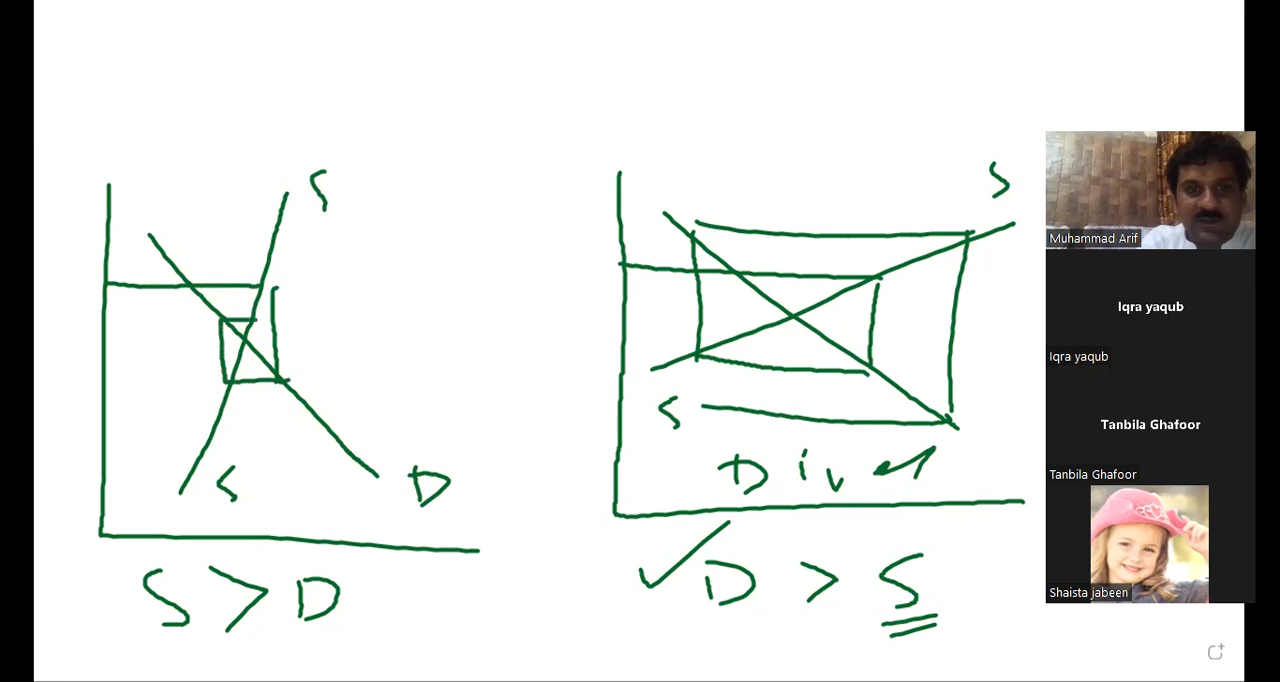 S
S
D
S > D
S
S
Div
D > S
Muhammad Arif
Iqra yaqub
Iqra yaqub
Tanbila Ghafoor
Tanbila Ghafoor
Shaista jabeen